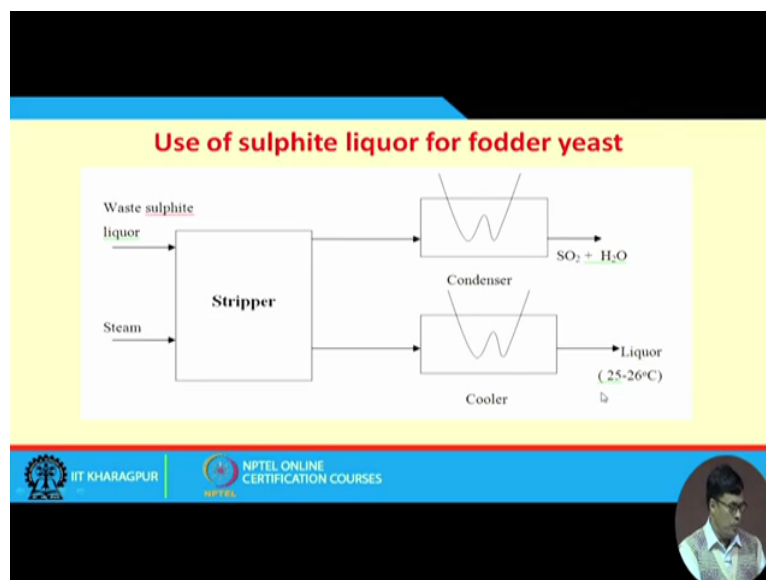 Use of sulphite liquor for fodder yeast
Waste sulphite
liquor
Stripper
Steam
SO₂ + H₂O
Condenser
Liquor
(25-26°C)
Cooler
IIT KHARAGPUR
NPTEL
NPTEL ONLINE
CERTIFICATION COURSES